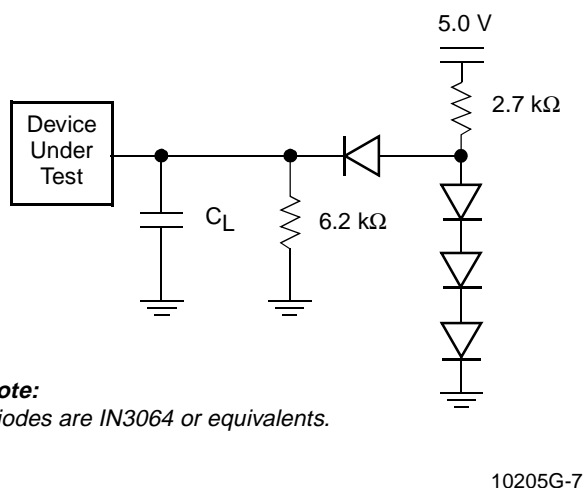 5.0 V
2.7 kΩ
Device
Under
Test
CL
6.2 kΩ
ote:
iodes are IN3064 or equivalents.
10205G-7